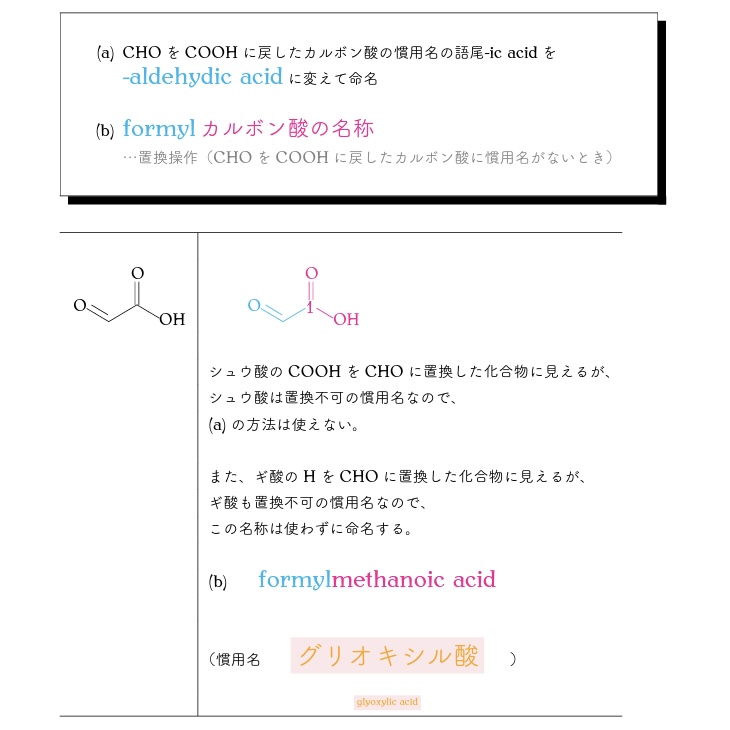 (a) CHO を COOH に戻したカルボン酸の慣用名の語尾-ic acid を
-aldehydic acid に変えて命名
(b) formyl カルボン酸の名称
…置換操作（CHO を COOH に戻したカルボン酸に慣用名がないとき）
O
O
OH
O
O
1
OH
シュウ酸の COOH を CHO に置換した化合物に見えるが、
シュウ酸は置換不可の慣用名なので、
(a) の方法は使えない。
また、ギ酸の H を CHO に置換した化合物に見えるが、
ギ酸も置換不可の慣用名なので、
この名称は使わずに命名する。
(b) formylmethanoic acid
（慣用名 グリオキシル酸 ）
glyoxylic acid